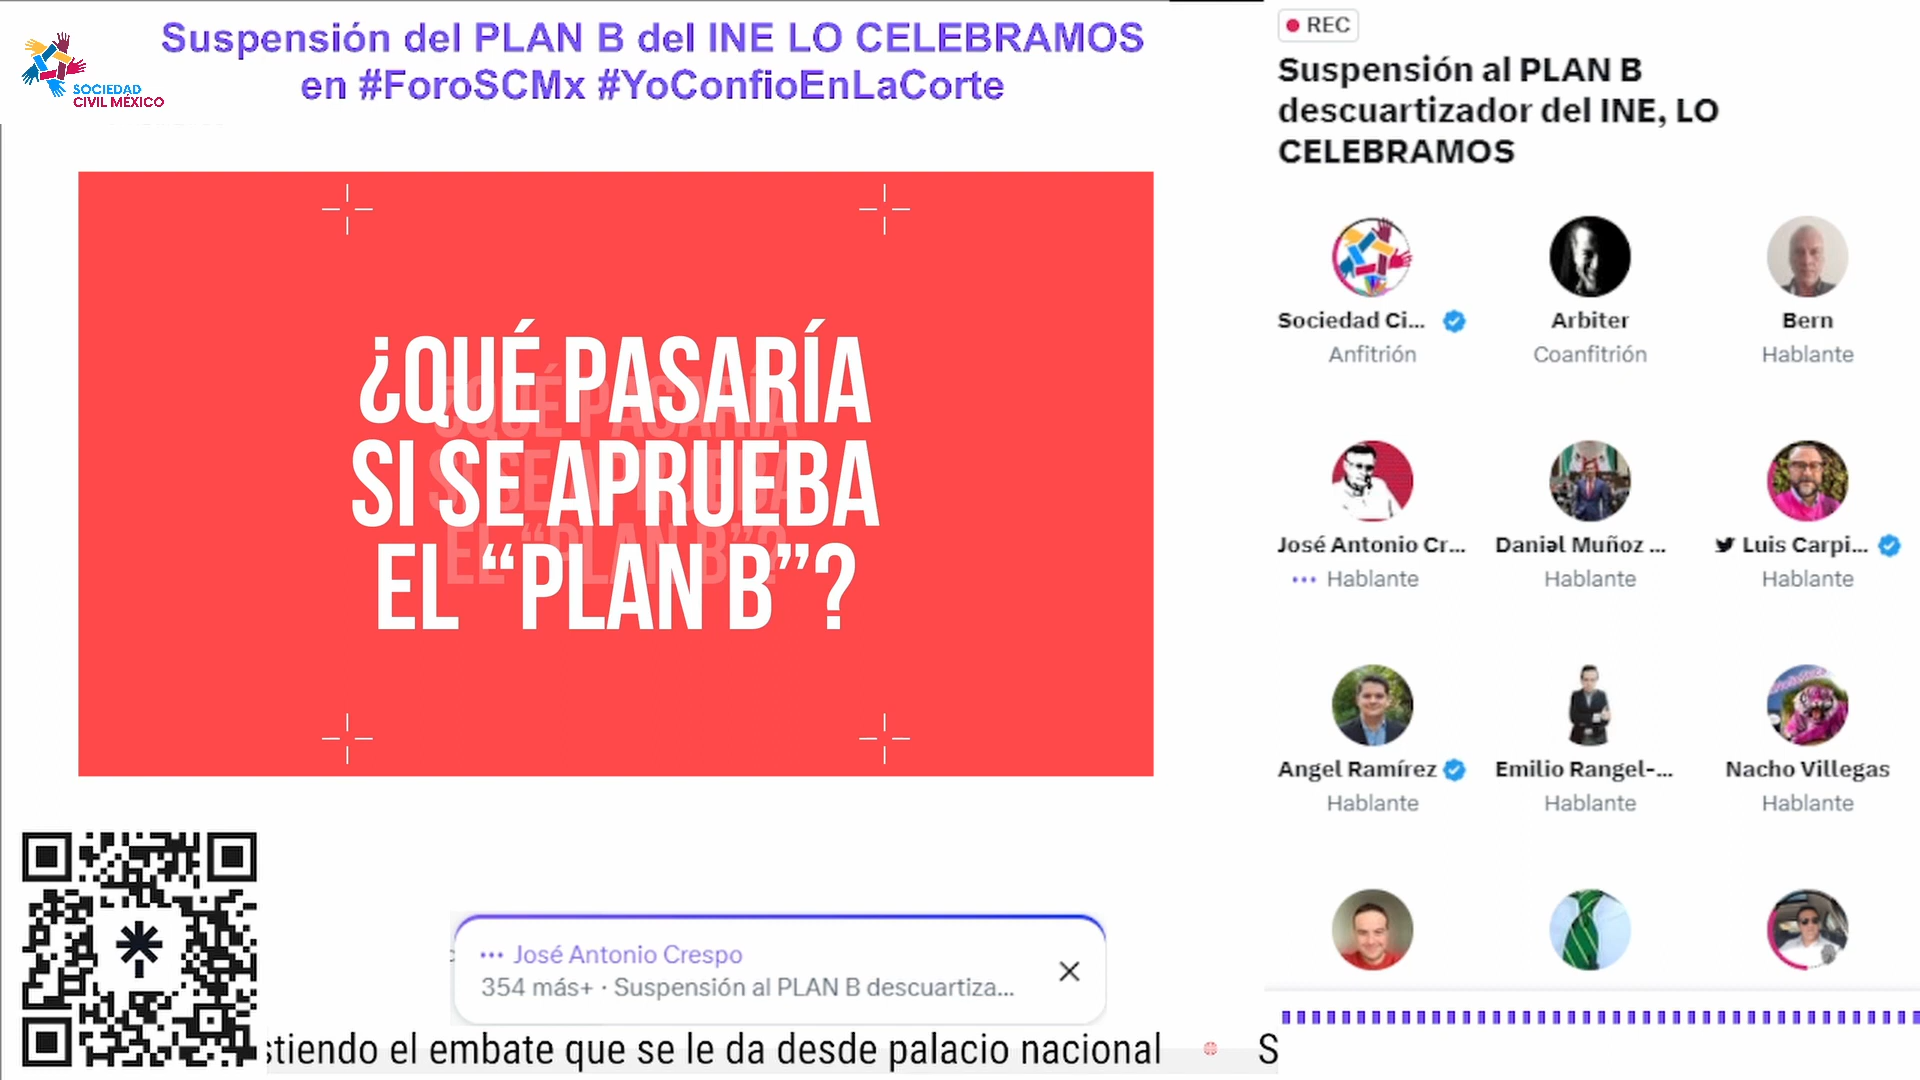 SOCIEDAD
CIVIL MÉXICO
Suspensión del PLAN B del INE LO CELEBRAMOS
en #ForoSCMx #YoConfioEnLaCorte
¿QUÉ PASARÍA
SI SE APRUEBA
EL “PLAN B”?
••• José Antonio Crespo
354 más+ · Suspensión al PLAN B descuartiza...
stiendo el embate que se le da desde palacio nacional
S
REC
Suspensión al PLAN B
descuartizador del INE, LO
CELEBRAMOS
Sociedad Ci...
Anfitrión
Arbiter
Coanfitrión
Bern
Hablante
José Antonio Cr...
••• Hablante
Daniəl Muñoz ...
Hablante
Luis Carpi...
Hablante
Angel Ramírez
Hablante
Emilio Rangel-...
Hablante
Nacho Villegas
Hablante